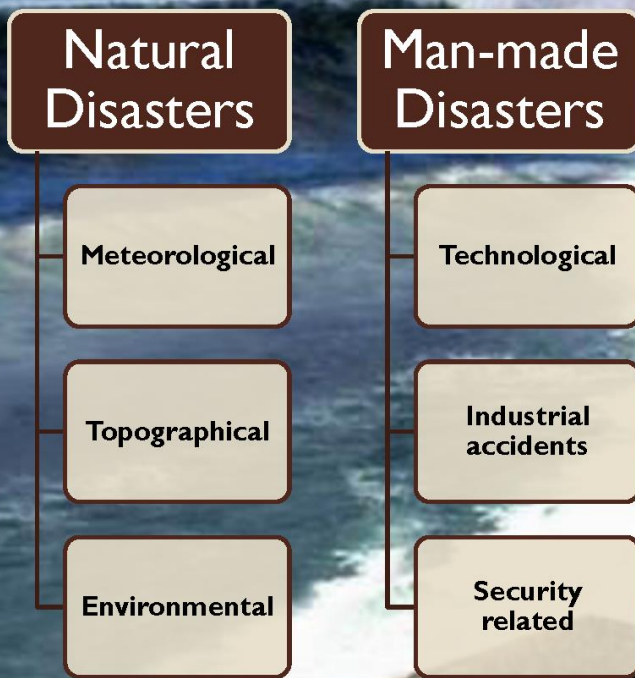 Natural
Disasters
Meteorological
Topographical
Environmental
Man-made
Disasters
Technological
Industrial
accidents
Security
related